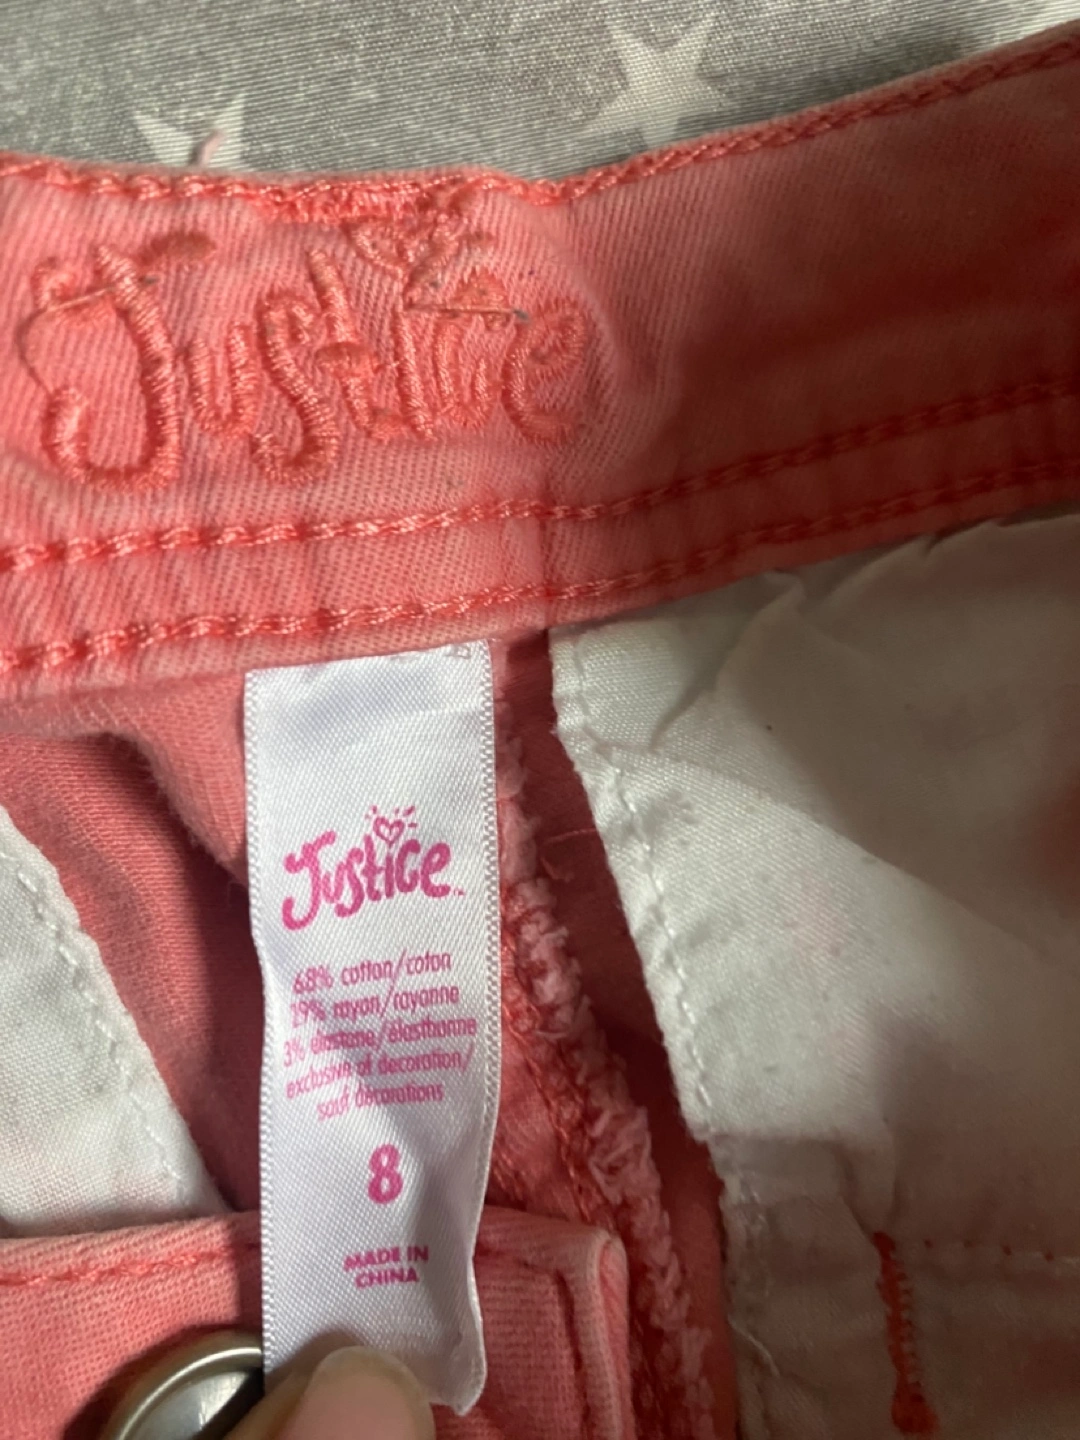 Justice
Justice™
68% cotton/coton
29% rayon/rayonne
3% elastane/élasthanne
exclusive of decoration/
sauf décorations
8
MADE IN
CHINA